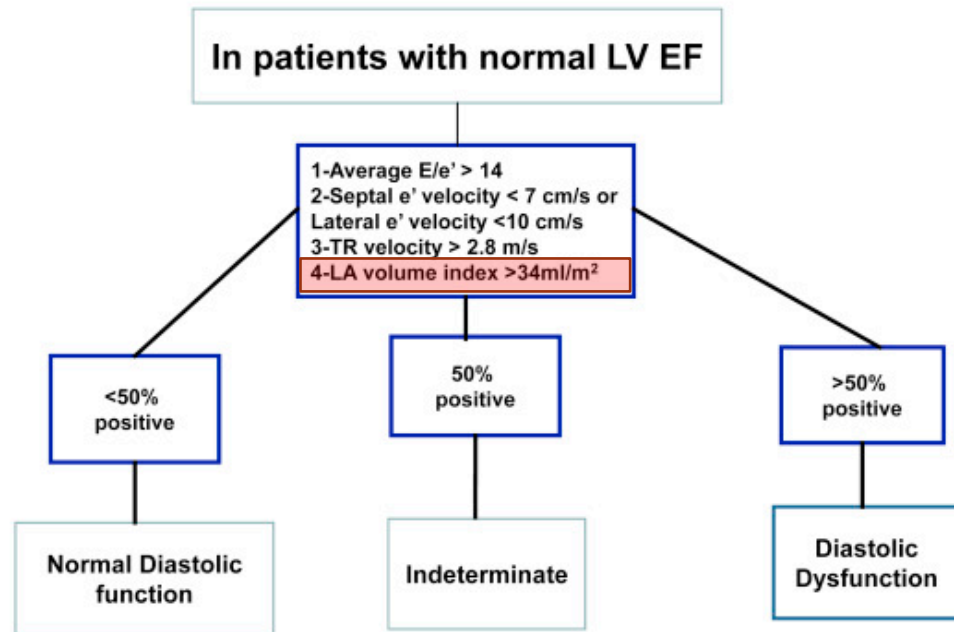 In patients with normal LV EF
1-Average E/e' > 14
2-Septal e' velocity < 7 cm/s or
Lateral e' velocity <10 cm/s
3-TR velocity > 2.8 m/s
4-LA volume index >34ml/m²
<50%
positive
50%
positive
>50%
positive
Normal Diastolic
function
Indeterminate
Diastolic
Dysfunction